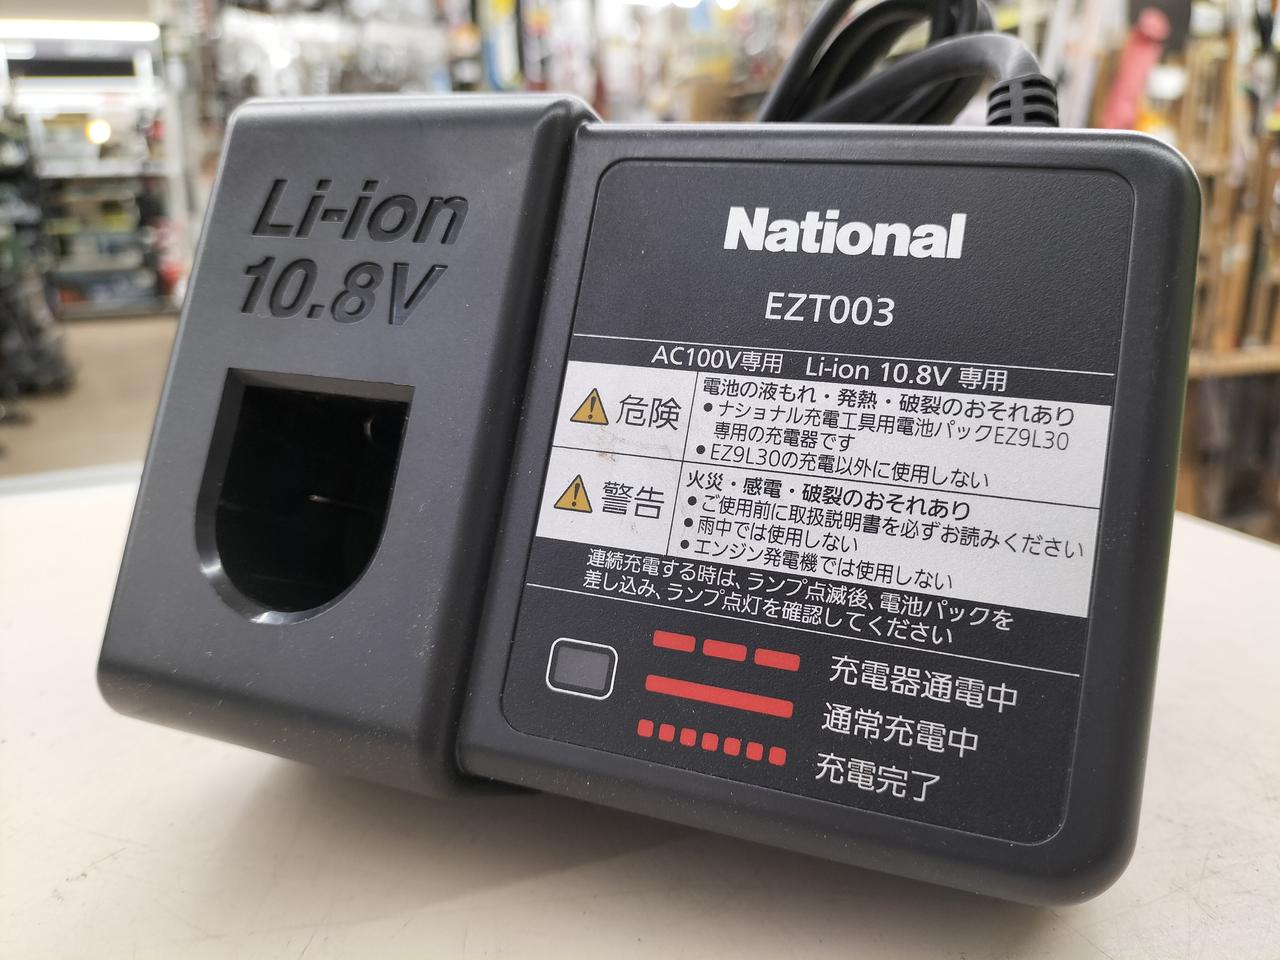 Li-ion
10.8V
National
EZT003
AC100V専用 Li-ion 10.8V 専用
危険
電池の液もれ・発熱・破裂のおそれあり
●ナショナル充電工具用電池パックEZ9L30
専用の充電器です
●EZ9L30の充電以外に使用しない
警告
火災・感電・破裂のおそれあり
●ご使用前に取扱説明書を必ずお読みください
●雨中では使用しない
●エンジン発電機では使用しない
連続充電する時は、ランプ点滅後、電池パックを
差し込み、ランプ点灯を確認してください
充電器通電中
通常充電中
充電完了